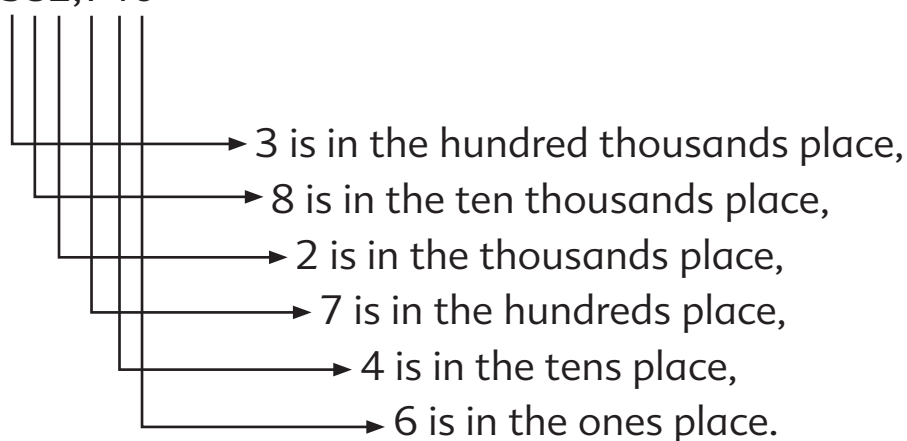 3 is in the hundred thousands place,
8 is in the ten thousands place,
2 is in the thousands place,
7 is in the hundreds place,
4 is in the tens place,
6 is in the ones place.